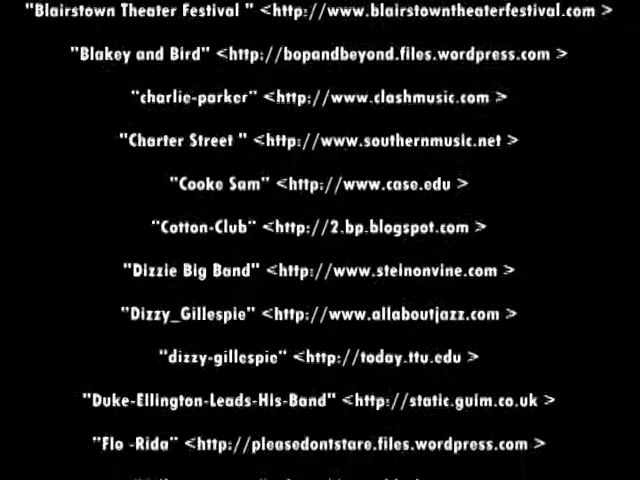 "Blairstown Theater Festival " <http://www.blairstowntheaterfestival.com >
"Blakey and Bird" <http://bopandbeyond.files.wordpress.com >
"charlie-parker" <http://www.clashmusic.com >
"Charter Street " <http://www.southernmusic.net >
"Cooke Sam" <http://www.case.edu >
"Cotton-Club" <http://2.bp.blogspot.com >
"Dizzie Big Band" <http://www.steinonvine.com >
"Dizzy_Gillespie" <http://www.allaboutjazz.com >
"dizzy-gillespie" <http://today.ttu.edu >
"Duke-Ellington-Leads-His-Band" <http://static.guim.co.uk >
"Flo -Rida" <http://pleasedontstare.files.wordpress.com >